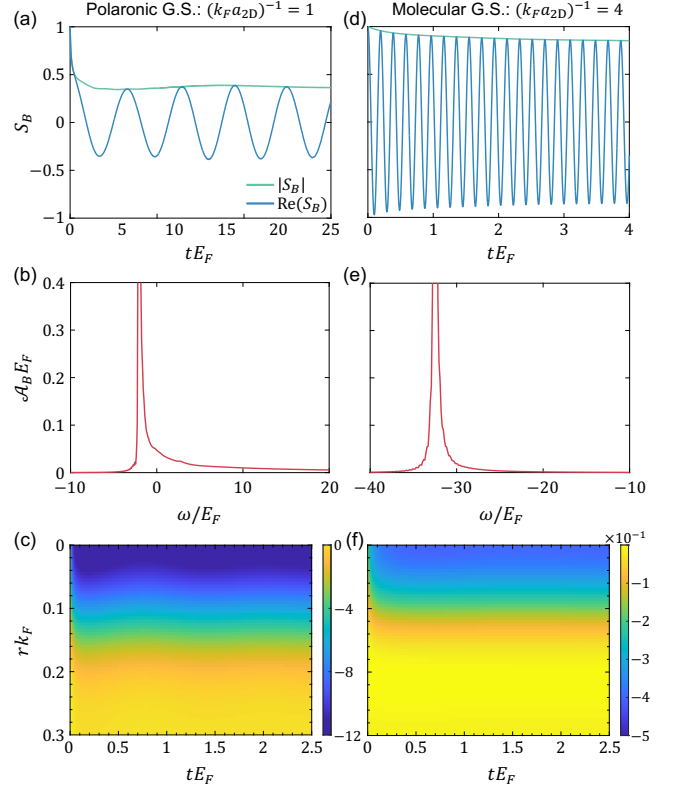 (a) Polaronic G.S.: (k_F a_2D)^−1 = 1
(d) Molecular G.S.: (k_F a_2D)^−1 = 4
1
0.5
0
−0.5
−1
S_B
|S_B|
Re(S_B)
0 5 10 15 20 25
tE_F
0 1 2 3 4
tE_F
(b)
(e)
0.4
0.3
0.2
0.1
0
𝒜_B E_F
−10 0 10 20
ω/E_F
−40 −30 −20 −10
ω/E_F
(c)
(f)
0
0.1
0.2
0.3
rk_F
0 0.5 1 1.5 2 2.5
tE_F
0
−4
−8
−12
0 0.5 1 1.5 2 2.5
tE_F
×10^−1
−1
−2
−3
−4
−5